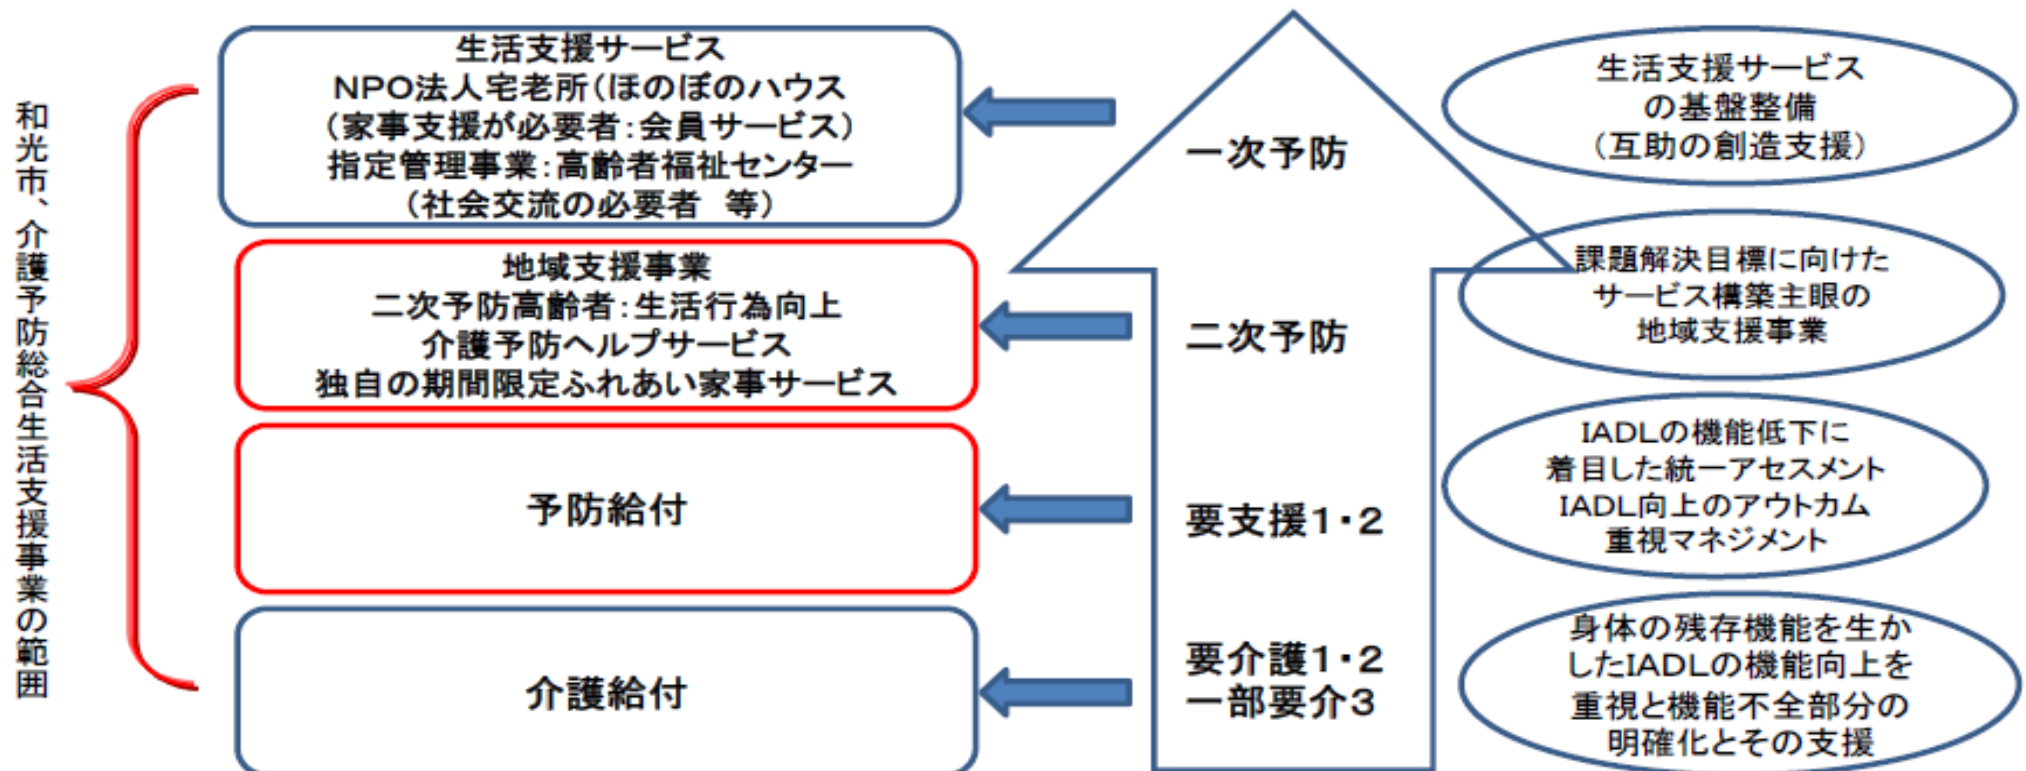 和光市、介護予防総合生活支援事業の範囲
生活支援サービス
NPO法人宅老所(ほのぼのハウス
(家事支援が必要者:会員サービス)
指定管理事業:高齢者福祉センター
(社会交流の必要者　等)
一次予防
生活支援サービス
の基盤整備
(互助の創造支援)
地域支援事業
二次予防高齢者:生活行為向上
介護予防ヘルプサービス
独自の期間限定ふれあい家事サービス
二次予防
課題解決目標に向けた
サービス構築主眼の
地域支援事業
予防給付
要支援1・2
IADLの機能低下に
着目した統一アセスメント
IADL向上のアウトカム
重視マネジメント
介護給付
要介護1・2
一部要介3
身体の残存機能を生か
したIADLの機能向上を
重視と機能不全部分の
明確化とその支援